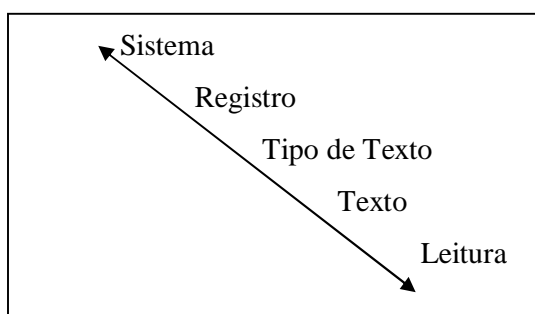 Sistema
Registro
Tipo de Texto
Texto
Leitura